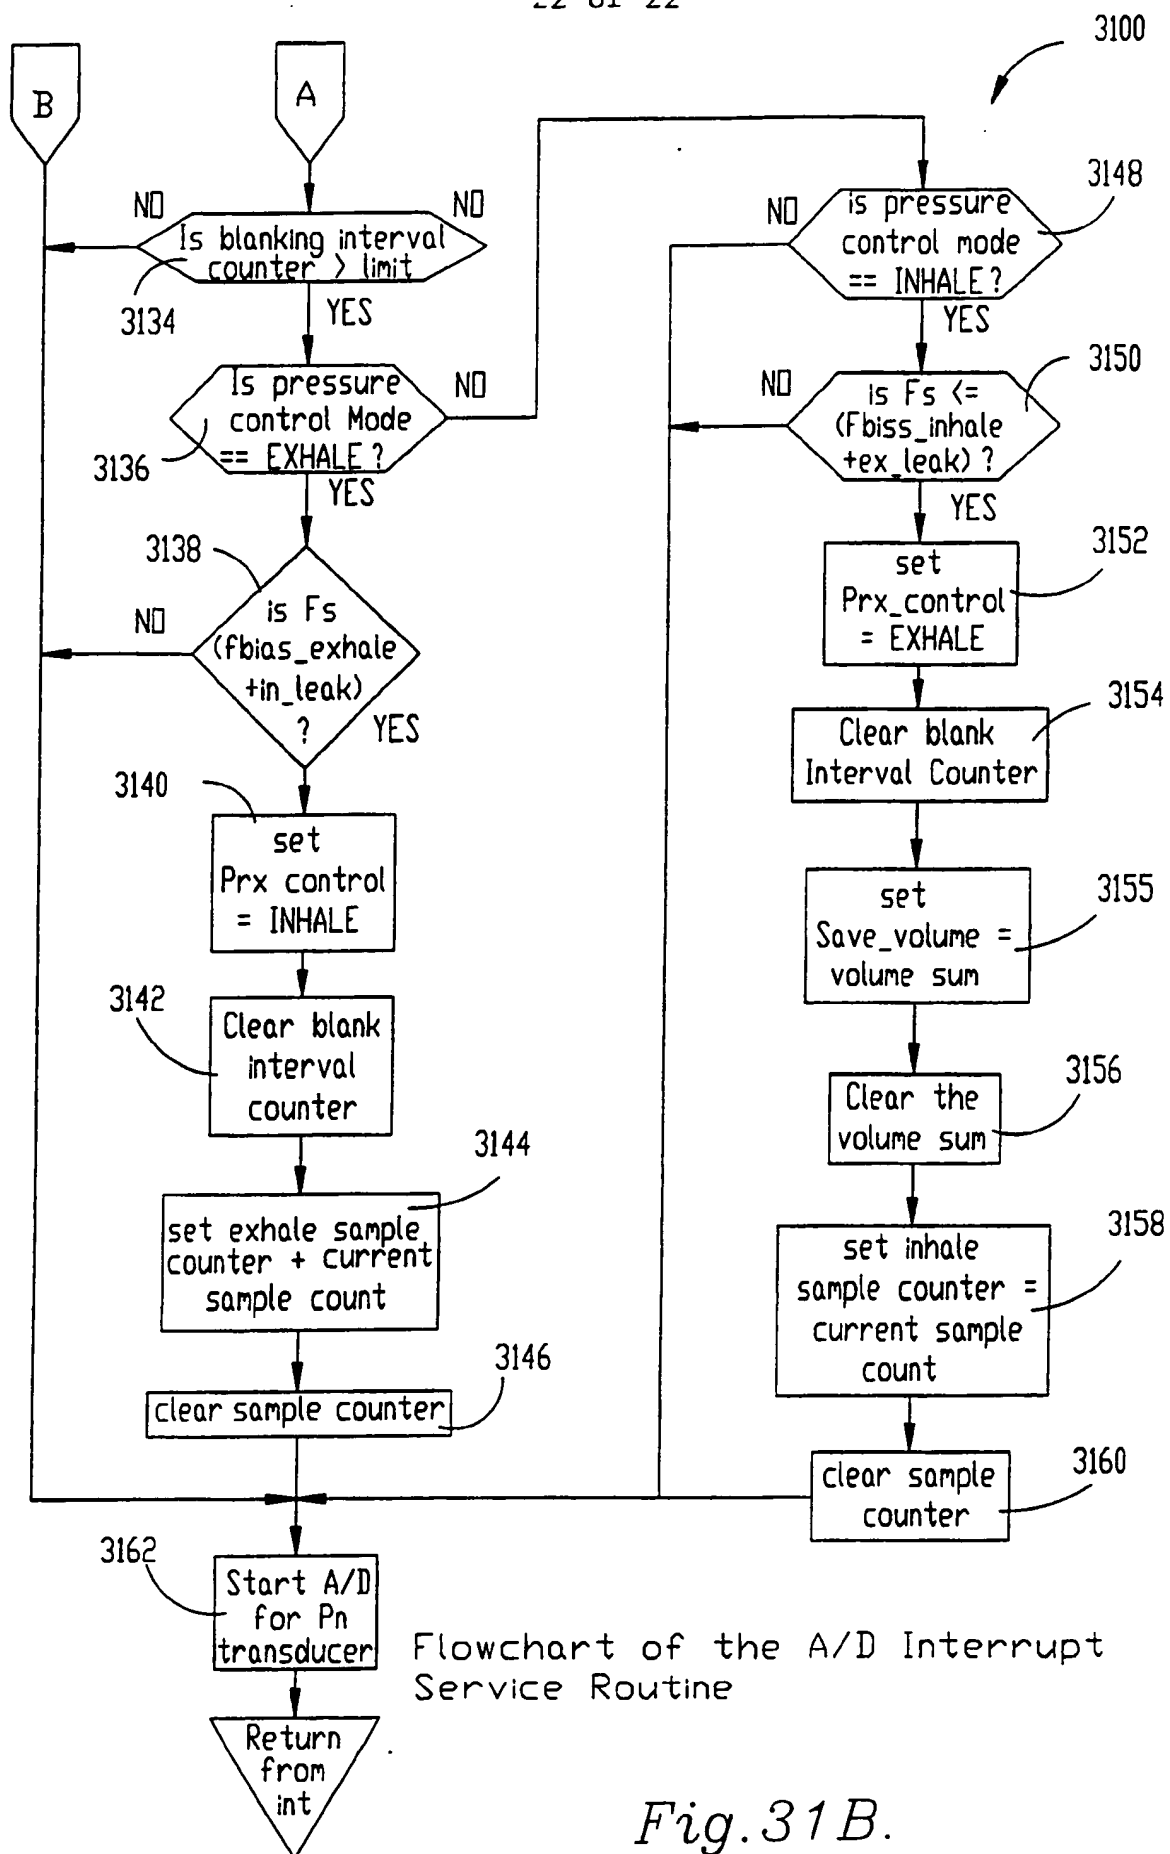 22 of 22
3100
B
A
NO
NO
Is blanking interval
counter > limit
3134
YES
Is pressure
control Mode
== EXHALE ?
NO
3136
YES
3138
is Fs
(fbias_exhale
+in_leak)
?
NO
YES
3140
set
Prx control
= INHALE
3142
Clear blank
interval
counter
3144
set exhale sample
counter + current
sample count
3146
clear sample counter
3148
NO
is pressure
control mode
== INHALE ?
YES
3150
NO
is Fs <=
(Fbiss_inhale
+ex_leak) ?
YES
3152
set
Prx_control
= EXHALE
3154
Clear blank
Interval Counter
3155
set
Save_volume =
volume sum
3156
Clear the
volume sum
3158
set inhale
sample counter =
current sample
count
3160
clear sample
counter
3162
Start A/D
for Pn
transducer
Return
from
int
Flowchart of the A/D Interrupt
Service Routine
Fig.31B.